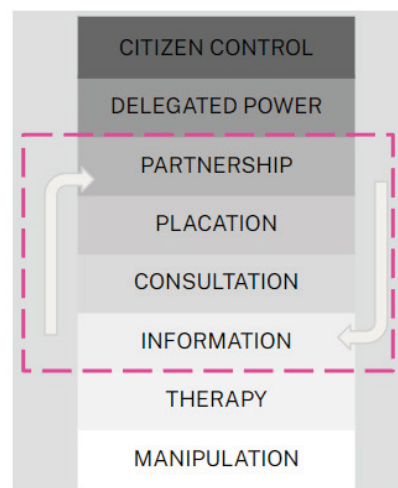 CITIZEN CONTROL
DELEGATED POWER
PARTNERSHIP
PLACATION
CONSULTATION
INFORMATION
THERAPY
MANIPULATION